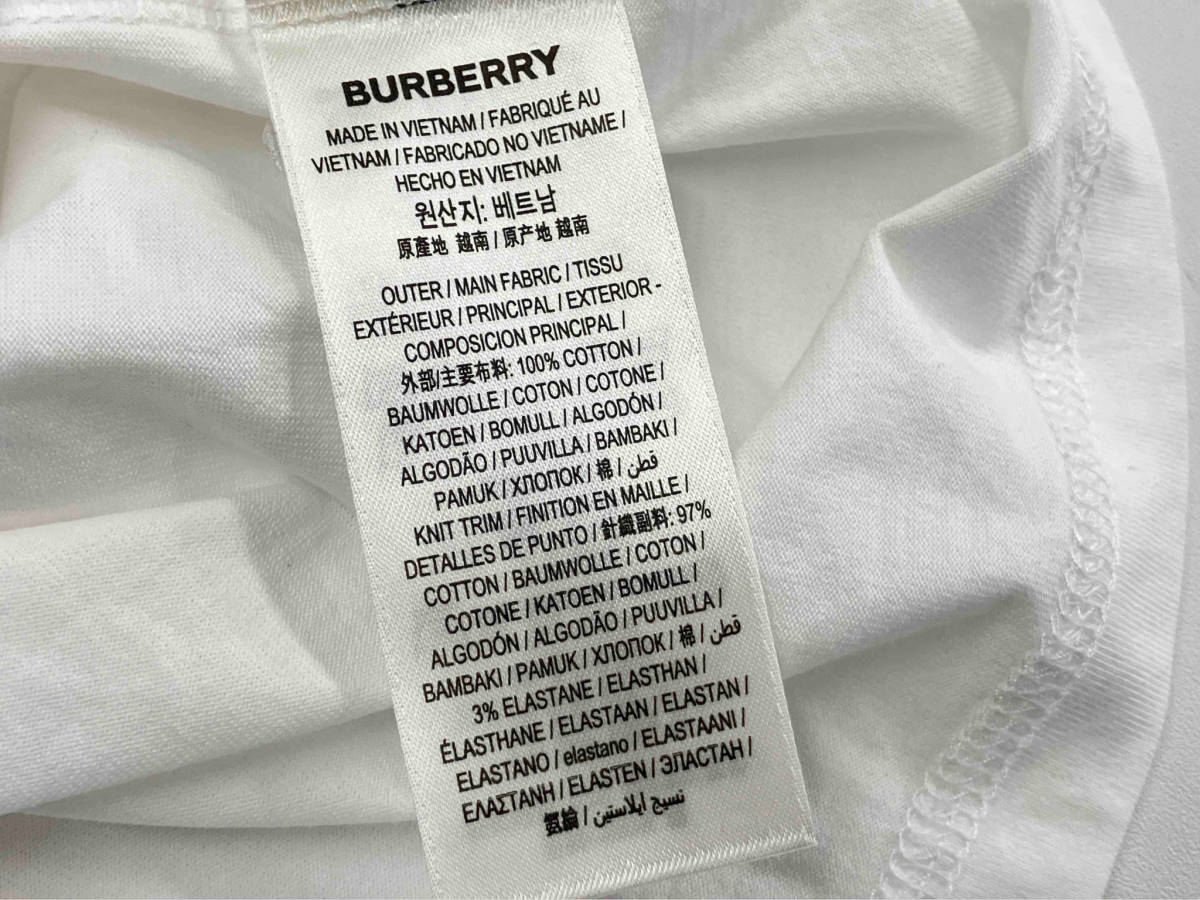 BURBERRY
MADE IN VIETNAM / FABRIQUÉ AU
VIETNAM / FABRICADO NO VIETNAME /
HECHO EN VIETNAM
원산지: 베트남
原產地 越南 / 原产地 越南
OUTER / MAIN FABRIC / TISSU
EXTÉRIEUR / PRINCIPAL / EXTERIOR -
COMPOSICION PRINCIPAL /
外部/主要布料: 100% COTTON /
BAUMWOLLE / COTON / COTONE /
KATOEN / BOMULL / ALGODÓN /
ALGODÃO / PUUVILLA / BAMBAKI /
PAMUK / ХЛОПОК / 棉 / قطن
KNIT TRIM / FINITION EN MAILLE /
DETALLES DE PUNTO / 針織副料: 97%
COTTON / BAUMWOLLE / COTON /
COTONE / KATOEN / BOMULL /
ALGODÓN / ALGODÃO / PUUVILLA /
BAMBAKI / PAMUK / ХЛОПОК / 棉 / قطن
3% ELASTANE / ELASTHAN /
ÉLASTHANE / ELASTAAN / ELASTAN /
ELASTANO / elastano / ELASTAANI /
ΕΛΑΣΤΑΝΗ / ELASTEN / ЭЛАСТАН /
氨綸 / نسيج ايلاستين